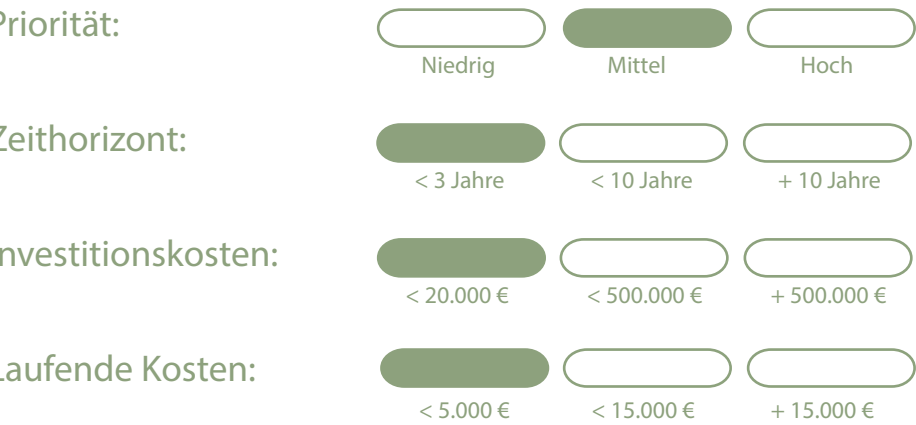 Priorität:
Niedrig Mittel Hoch
Zeithorizont:
< 3 Jahre < 10 Jahre + 10 Jahre
Investitionskosten:
< 20.000 € < 500.000 € + 500.000 €
Laufende Kosten:
< 5.000 € < 15.000 € + 15.000 €